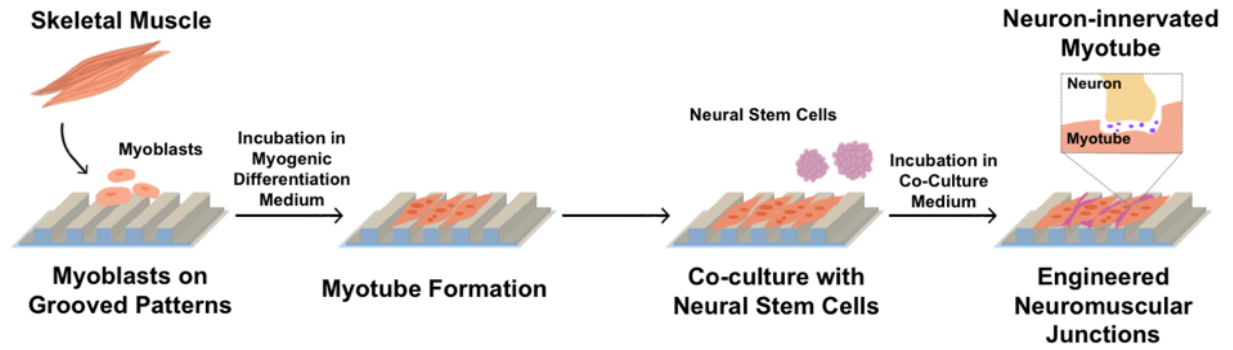 Skeletal Muscle
Myoblasts
Myoblasts on
Grooved Patterns
Incubation in
Myogenic
Differentiation
Medium
Myotube Formation
Neural Stem Cells
Co-culture with
Neural Stem Cells
Incubation in
Co-Culture
Medium
Neuron-innervated
Myotube
Neuron
Myotube
Engineered
Neuromuscular
Junctions